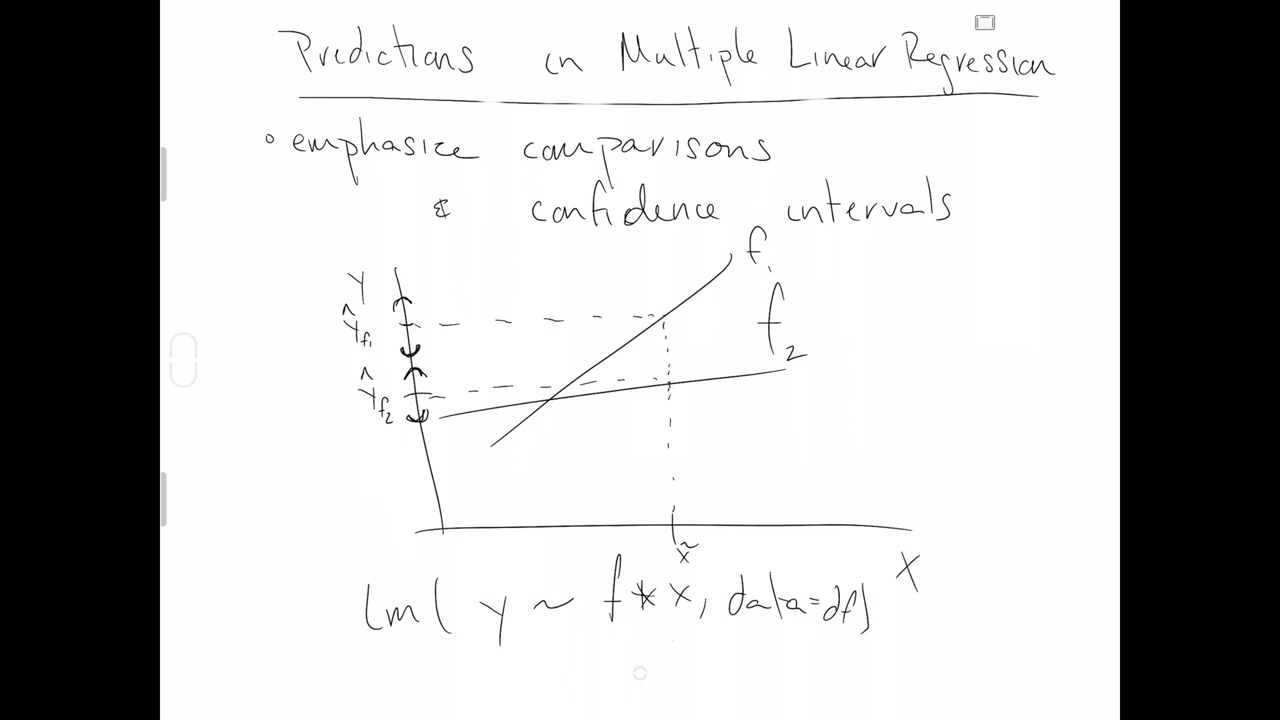 Predictions in Multiple Linear Regression
° emphasize comparisons
& confidence intervals
f₁
Y
f₂
Ŷf₁
Ŷf₂
x̃
X
lm( y ~ f * x, data=df)